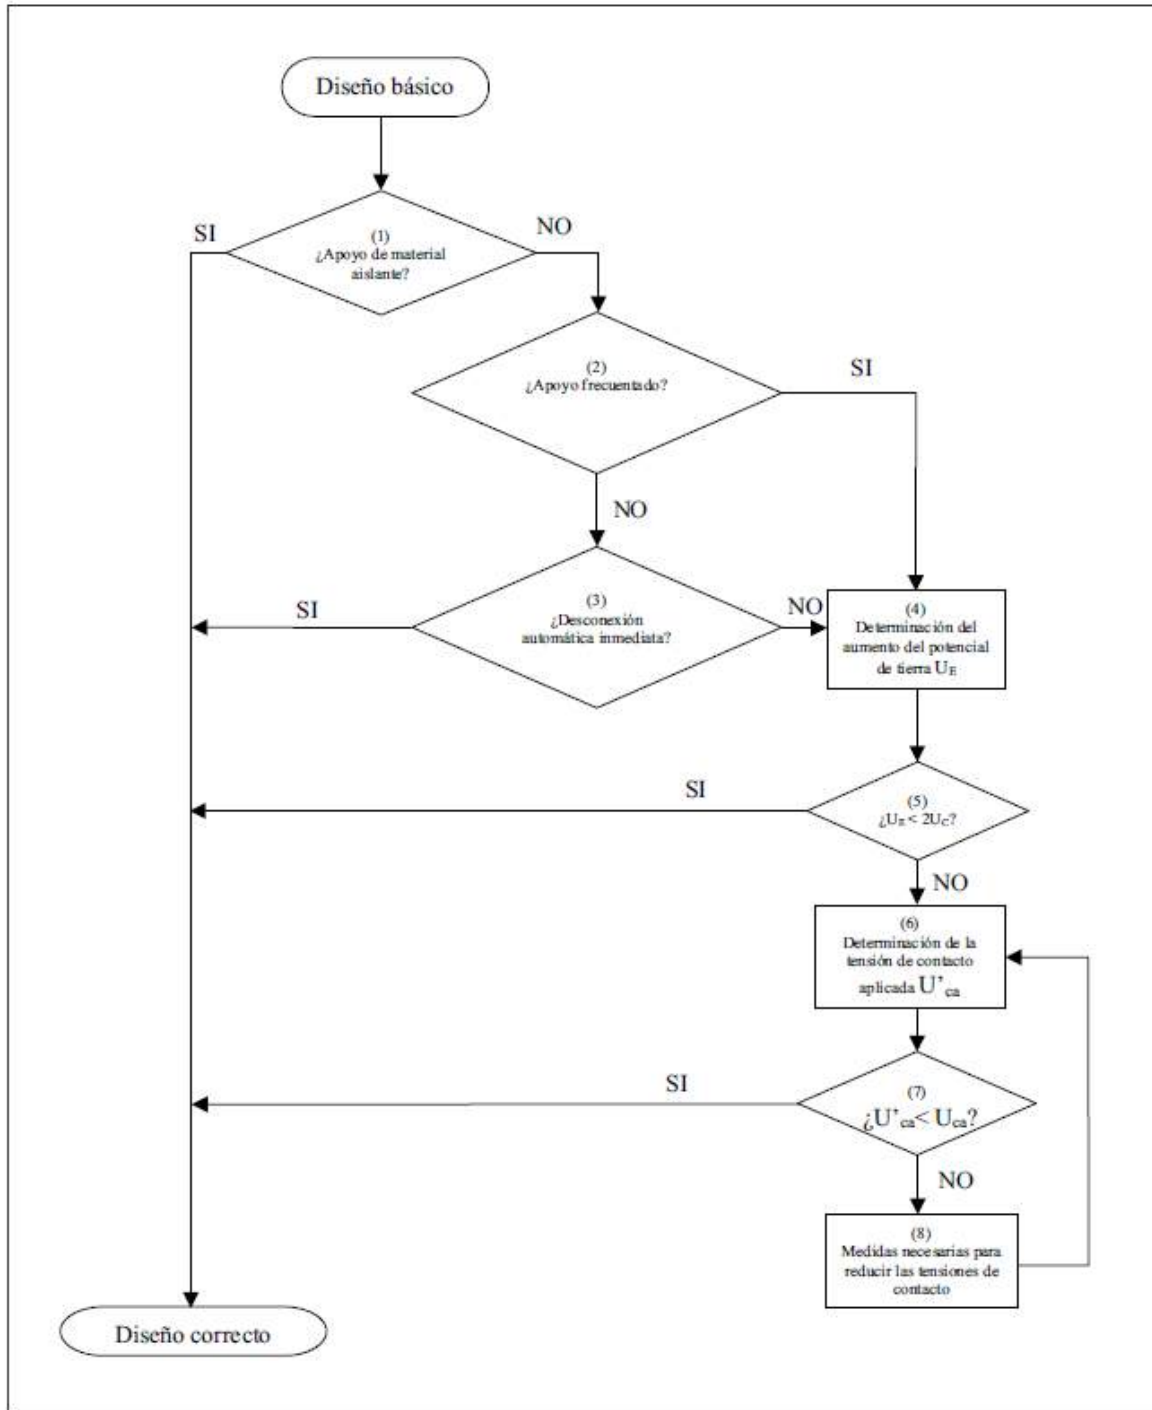 Diseño básico
SI
NO
(1)
¿Apoyo de material
aislante?
(2)
¿Apoyo frecuentado?
SI
NO
(3)
¿Desconexión
automática inmediata?
SI
NO
(4)
Determinación del
aumento del potencial
de tierra UE
SI
(5)
¿UE < 2UC?
NO
(6)
Determinación de la
tensión de contacto
aplicada U’ca
SI
(7)
¿U’ca< Uca?
NO
(8)
Medidas necesarias para
reducir las tensiones de
contacto
Diseño correcto